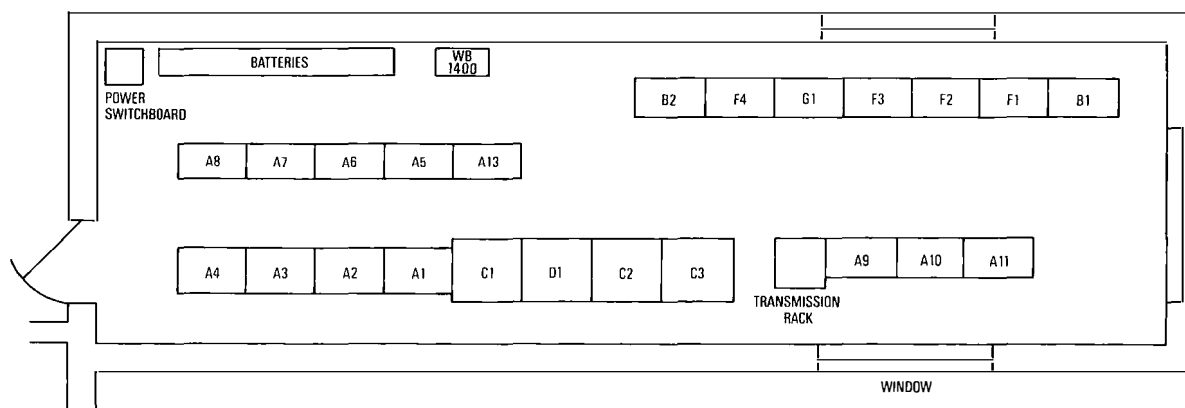 BATTERIES
WB
1400
POWER
SWITCHBOARD
B2 F4 G1 F3 F2 F1 B1
A8 A7 A6 A5 A13
A4 A3 A2 A1 C1 D1 C2 C3
A9 A10 A11
TRANSMISSION
RACK
WINDOW